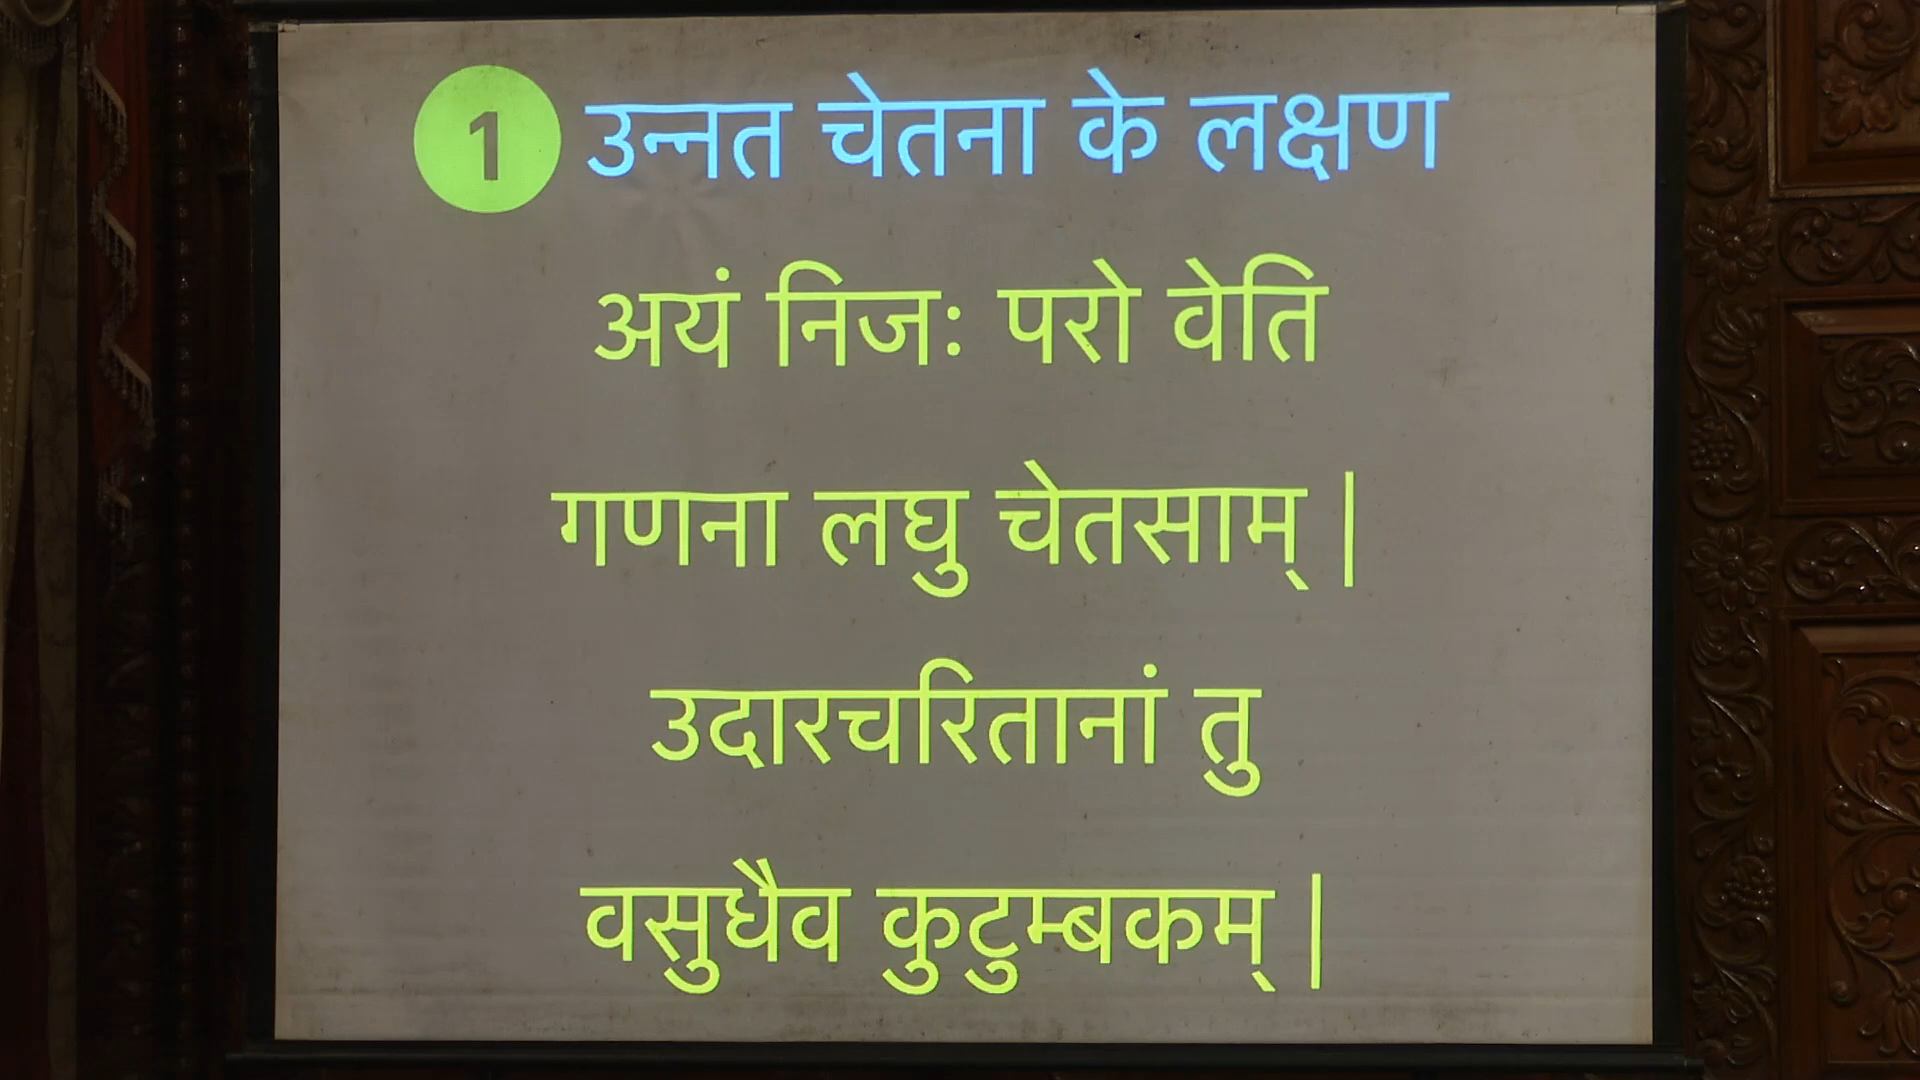 1 उन्नत चेतना के लक्षण
अयं निजः परो वेति
गणना लघु चेतसाम् |
उदारचरितानां तु
वसुधैव कुटुम्बकम् |